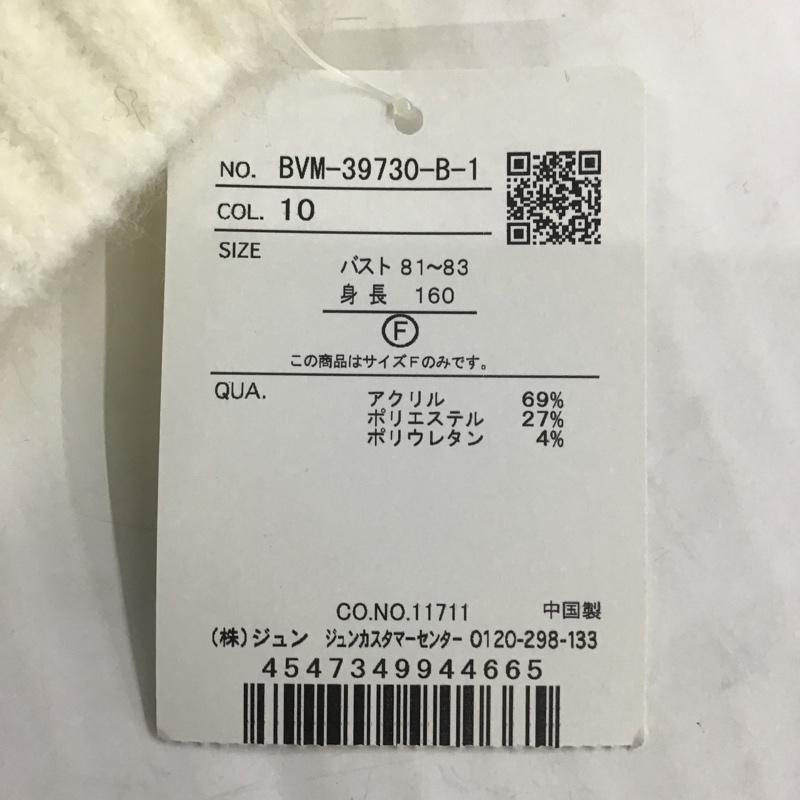 NO. BVM-39730-B-1
COL. 10
SIZE
バスト 81~83
身長 160
Ⓕ
この商品はサイズFのみです。
QUA.
アクリル 69%
ポリエステル 27%
ポリウレタン 4%
CO.NO.11711 中国製
(株)ジュン ジュンカスタマーセンター 0120-298-133
4547349944665